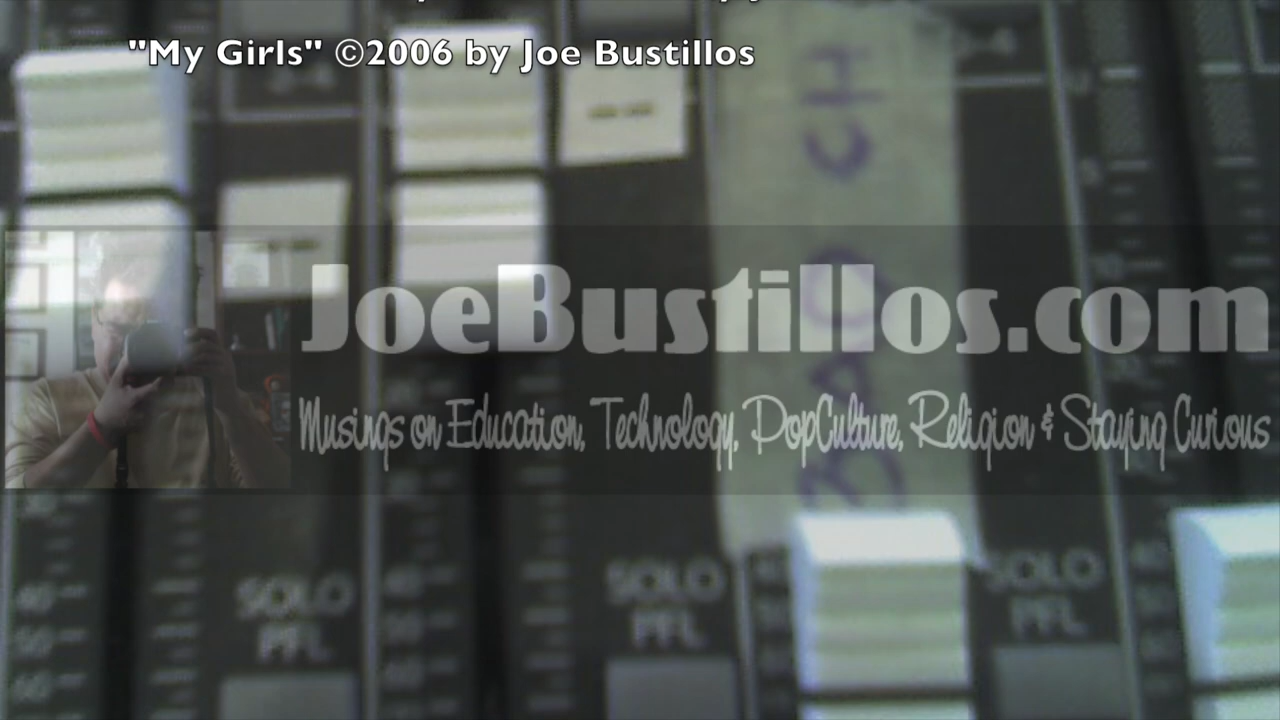 "My Girls" ©2006 by Joe Bustillos
CH
JoeBustillos.com
Musings on Education, Technology, PopCulture, Religion & Staying Curious
SOLO
PFL
SOLO
PFL
SOLO
PFL